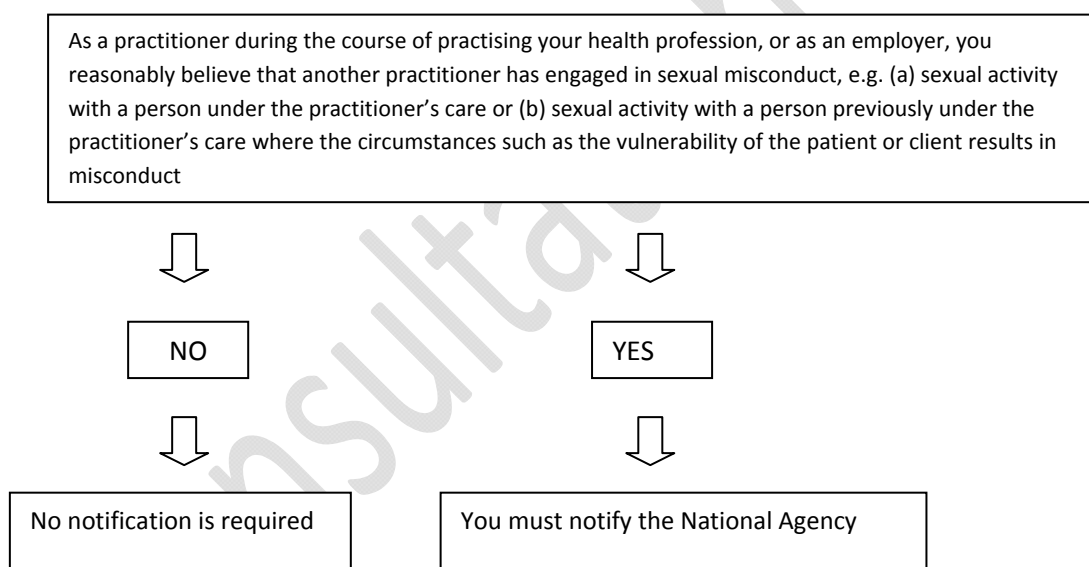 As a practitioner during the course of practising your health profession, or as an employer, you
reasonably believe that another practitioner has engaged in sexual misconduct, e.g. (a) sexual activity
with a person under the practitioner’s care or (b) sexual activity with a person previously under the
practitioner’s care where the circumstances such as the vulnerability of the patient or client results in
misconduct
NO
YES
No notification is required
You must notify the National Agency